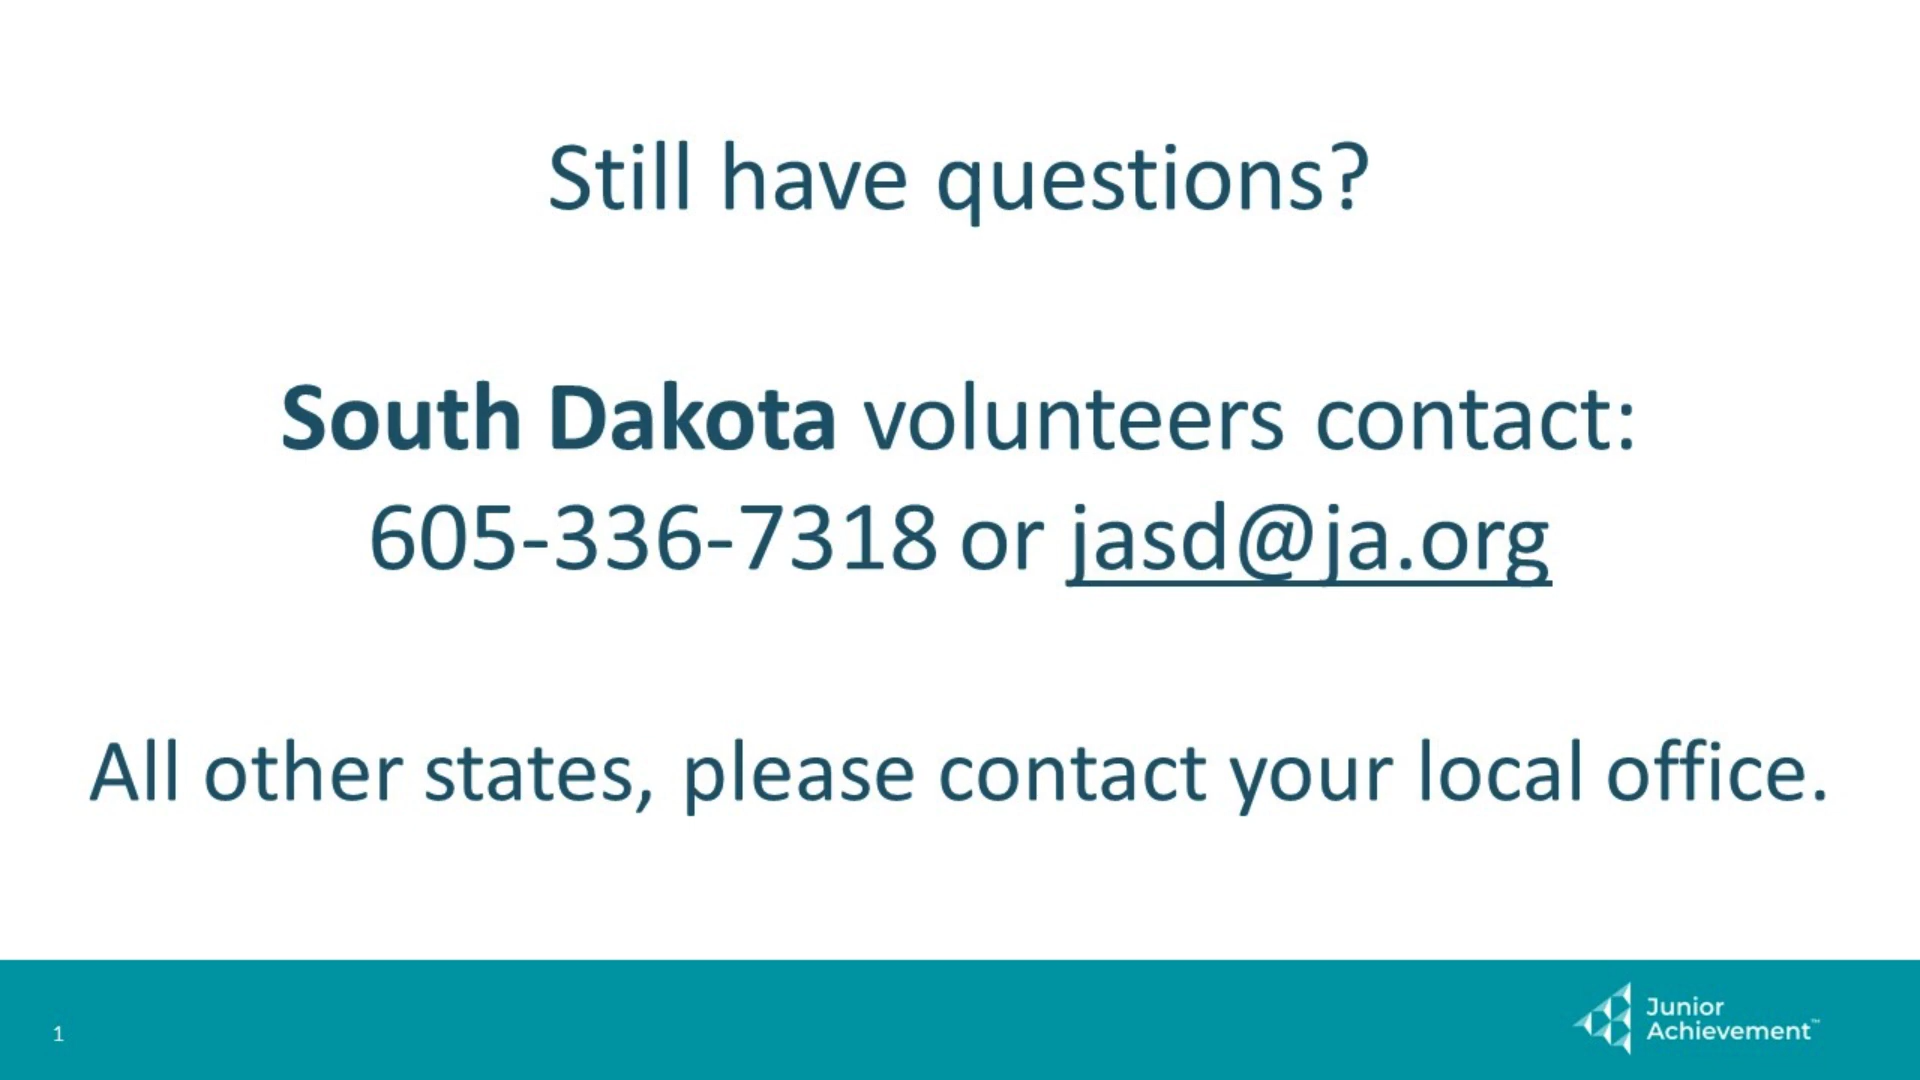 Still have questions?
South Dakota volunteers contact:
605-336-7318 or jasd@ja.org
All other states, please contact your local office.
1
Junior
Achievement™